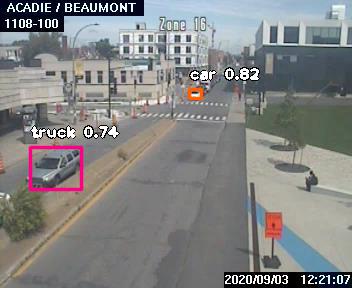 ACADIE / BEAUMONT
1108-100
Zone 16
car 0.82
truck 0.74
2020/09/03 12:21:07